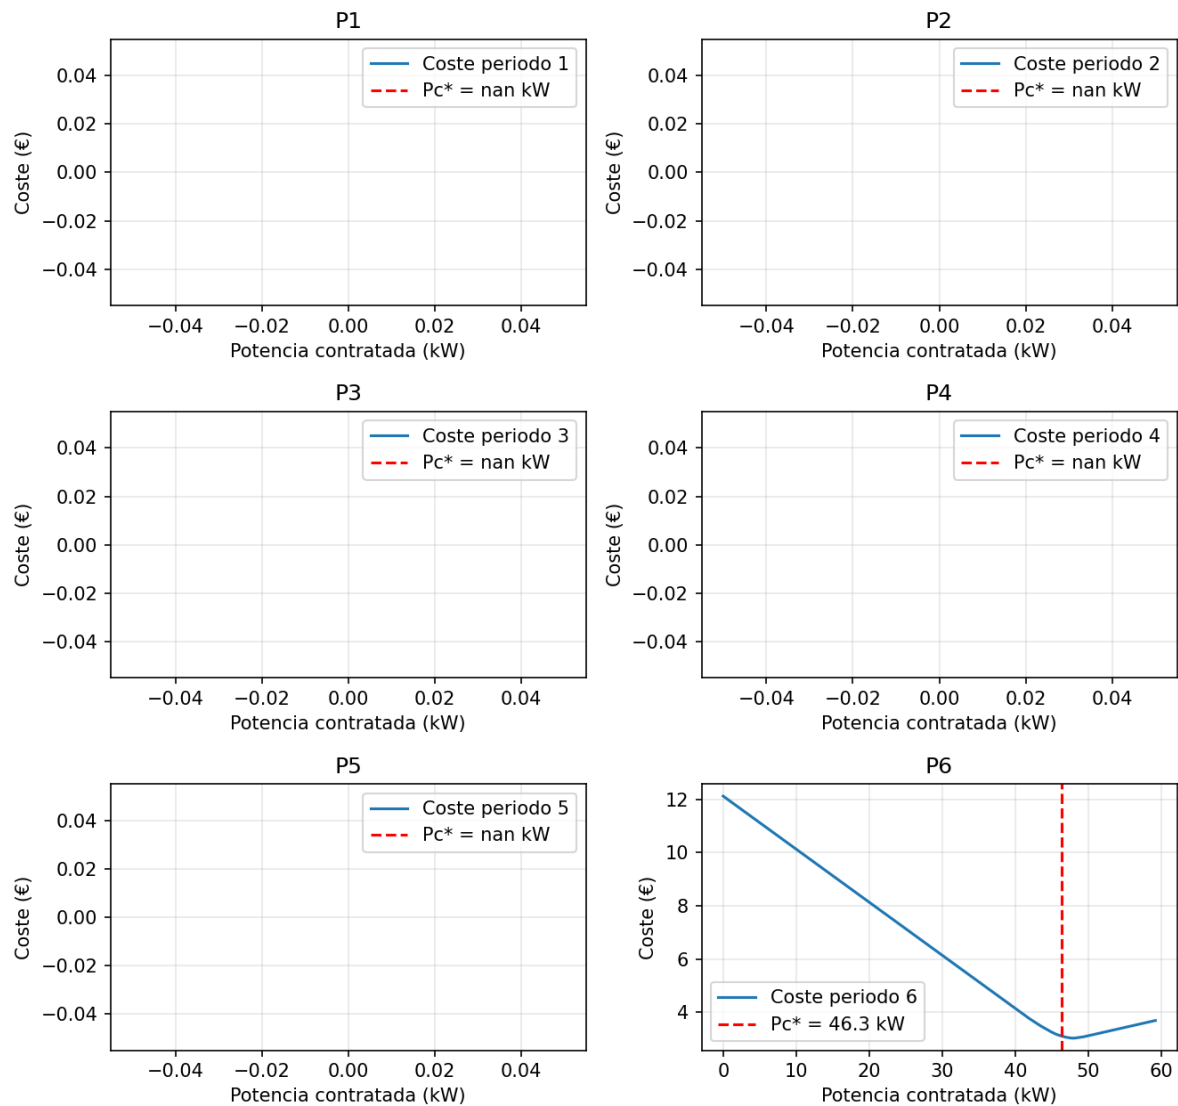 P1
Coste periodo 1
Pc* = nan kW
0.04
0.02
0.00
−0.02
−0.04
Coste (€)
−0.04 −0.02 0.00 0.02 0.04
Potencia contratada (kW)
P2
Coste periodo 2
Pc* = nan kW
0.04
0.02
0.00
−0.02
−0.04
Coste (€)
−0.04 −0.02 0.00 0.02 0.04
Potencia contratada (kW)
P3
Coste periodo 3
Pc* = nan kW
0.04
0.02
0.00
−0.02
−0.04
Coste (€)
−0.04 −0.02 0.00 0.02 0.04
Potencia contratada (kW)
P4
Coste periodo 4
Pc* = nan kW
0.04
0.02
0.00
−0.02
−0.04
Coste (€)
−0.04 −0.02 0.00 0.02 0.04
Potencia contratada (kW)
P5
Coste periodo 5
Pc* = nan kW
0.04
0.02
0.00
−0.02
−0.04
Coste (€)
−0.04 −0.02 0.00 0.02 0.04
Potencia contratada (kW)
P6
12
10
8
6
4
Coste (€)
Coste periodo 6
Pc* = 46.3 kW
0 10 20 30 40 50 60
Potencia contratada (kW)